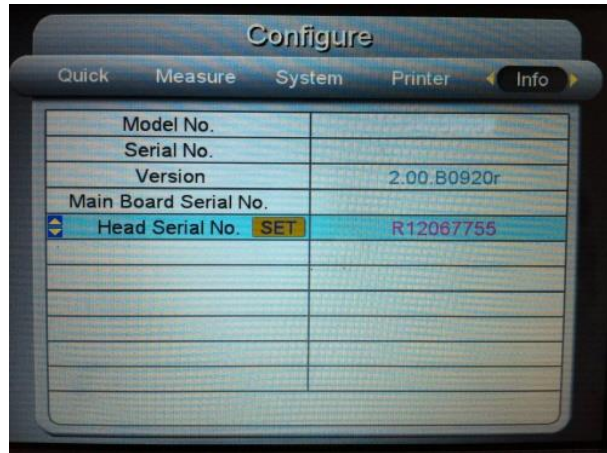 Configure
Quick Measure System Printer Info
Model No.
Serial No.
Version 2.00.B0920r
Main Board Serial No.
Head Serial No. SET R12067755